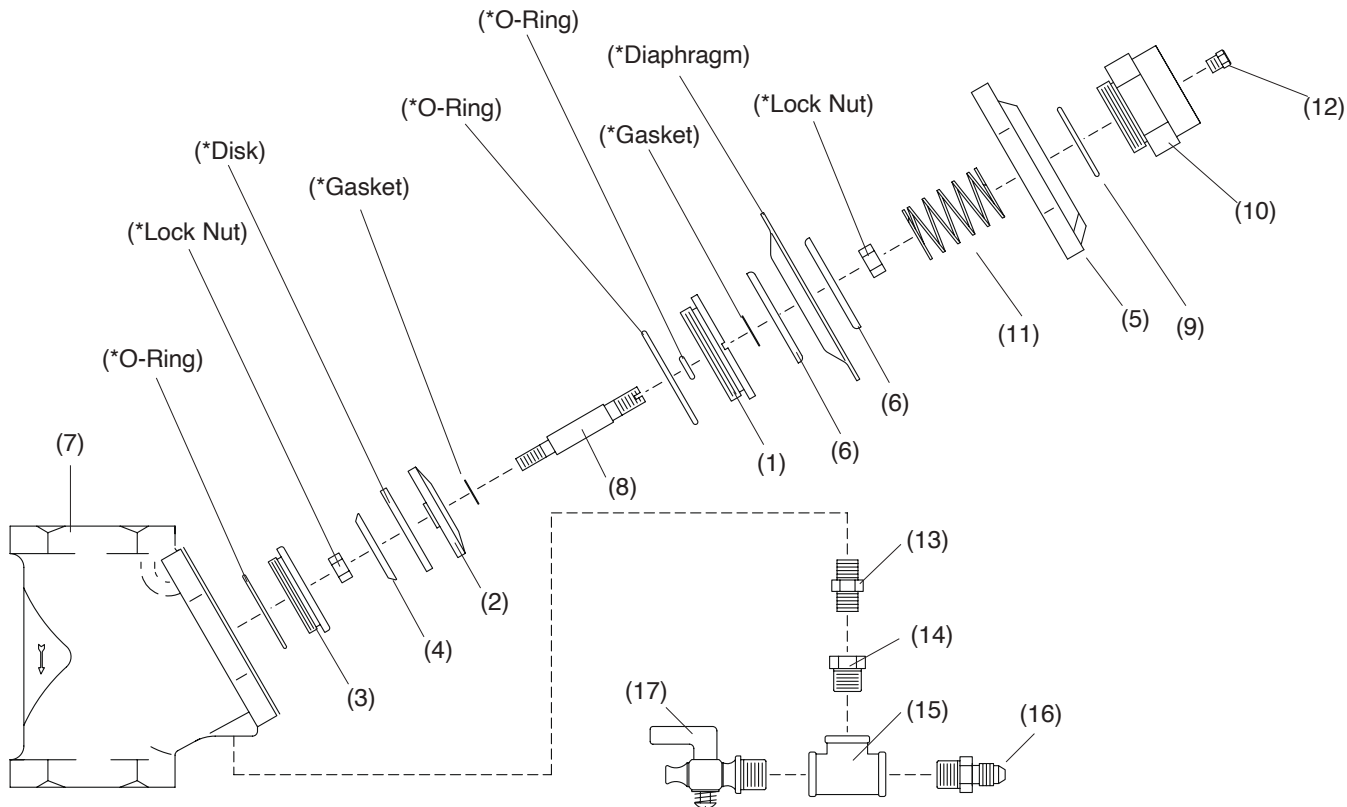 (*O-Ring)
(*Diaphragm)
(*O-Ring)
(*Lock Nut)
(12)
(*Gasket)
(*Disk)
(*Gasket)
(10)
(*Lock Nut)
(9)
(5)
(11)
(*O-Ring)
(6)
(6)
(1)
(7)
(8)
(13)
(2)
(4)
(14)
(3)
(17)
(15)
(16)